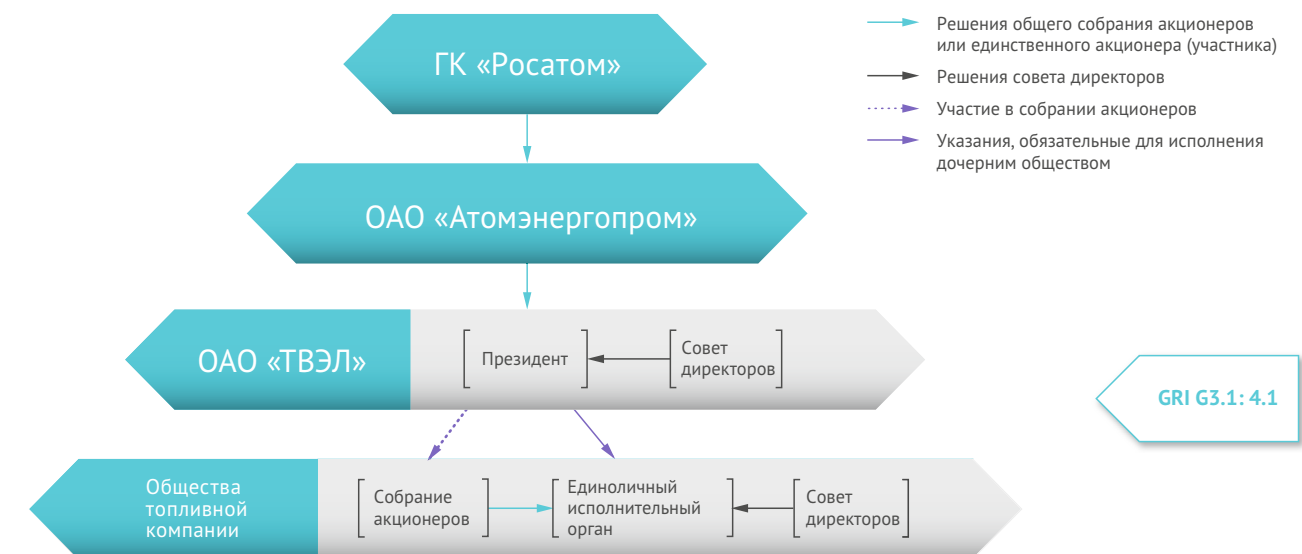 ГК «Росатом»
Решения общего собрания акционеров
или единственного акционера (участника)
Решения совета директоров
Участие в собрании акционеров
Указания, обязательные для исполнения
дочерним обществом
ОАО «Атомэнергопром»
ОАО «ТВЭЛ»
Президент
Совет
директоров
GRI G3.1: 4.1
Общества
топливной
компании
Собрание
акционеров
Единоличный
исполнительный
орган
Совет
директоров